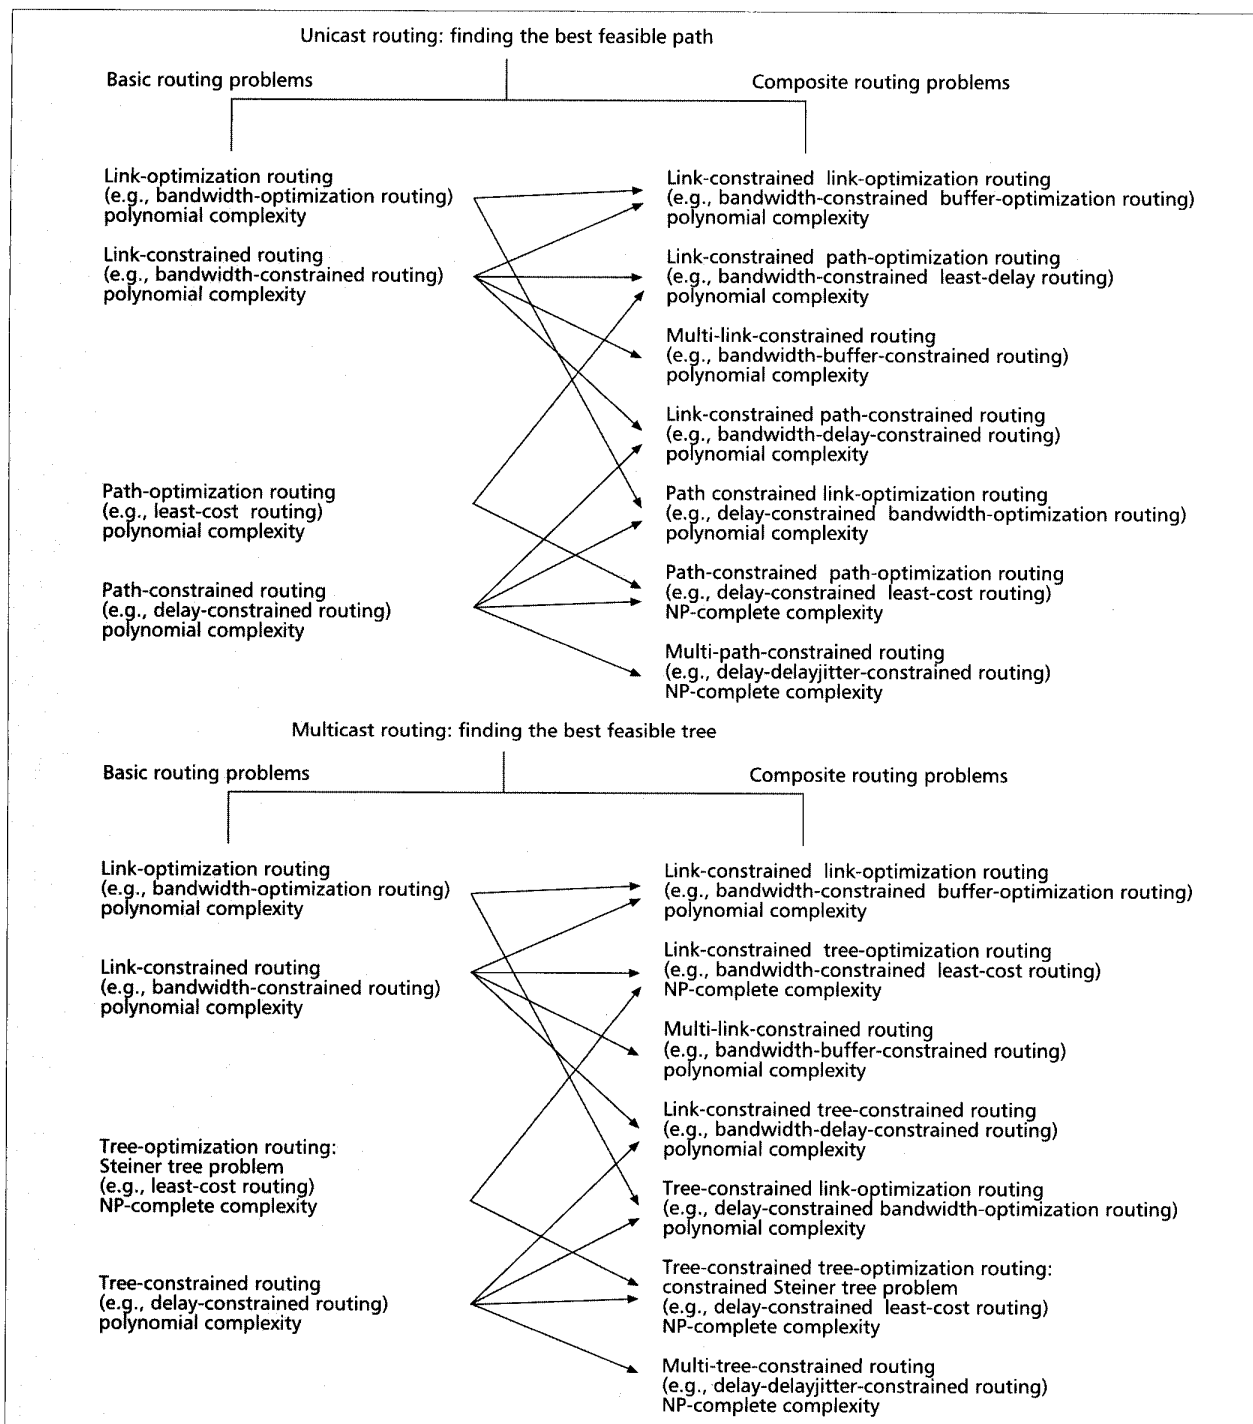 Unicast routing: finding the best feasible path
Basic routing problems
Composite routing problems
Link-optimization routing
(e.g., bandwidth-optimization routing)
polynomial complexity
Link-constrained routing
(e.g., bandwidth-constrained routing)
polynomial complexity
Path-optimization routing
(e.g., least-cost routing)
polynomial complexity
Path-constrained routing
(e.g., delay-constrained routing)
polynomial complexity
Link-constrained link-optimization routing
(e.g., bandwidth-constrained buffer-optimization routing)
polynomial complexity
Link-constrained path-optimization routing
(e.g., bandwidth-constrained least-delay routing)
polynomial complexity
Multi-link-constrained routing
(e.g., bandwidth-buffer-constrained routing)
polynomial complexity
Link-constrained path-constrained routing
(e.g., bandwidth-delay-constrained routing)
polynomial complexity
Path constrained link-optimization routing
(e.g., delay-constrained bandwidth-optimization routing)
polynomial complexity
Path-constrained path-optimization routing
(e.g., delay-constrained least-cost routing)
NP-complete complexity
Multi-path-constrained routing
(e.g., delay-delayjitter-constrained routing)
NP-complete complexity
Multicast routing: finding the best feasible tree
Basic routing problems
Composite routing problems
Link-optimization routing
(e.g., bandwidth-optimization routing)
polynomial complexity
Link-constrained routing
(e.g., bandwidth-constrained routing)
polynomial complexity
Tree-optimization routing:
Steiner tree problem
(e.g., least-cost routing)
NP-complete complexity
Tree-constrained routing
(e.g., delay-constrained routing)
polynomial complexity
Link-constrained link-optimization routing
(e.g., bandwidth-constrained buffer-optimization routing)
polynomial complexity
Link-constrained tree-optimization routing
(e.g., bandwidth-constrained least-cost routing)
NP-complete complexity
Multi-link-constrained routing
(e.g., bandwidth-buffer-constrained routing)
polynomial complexity
Link-constrained tree-constrained routing
(e.g., bandwidth-delay-constrained routing)
polynomial complexity
Tree-constrained link-optimization routing
(e.g., delay-constrained bandwidth-optimization routing)
polynomial complexity
Tree-constrained tree-optimization routing:
constrained Steiner tree problem
(e.g., delay-constrained least-cost routing)
NP-complete complexity
Multi-tree-constrained routing
(e.g., delay-delayjitter-constrained routing)
NP-complete complexity